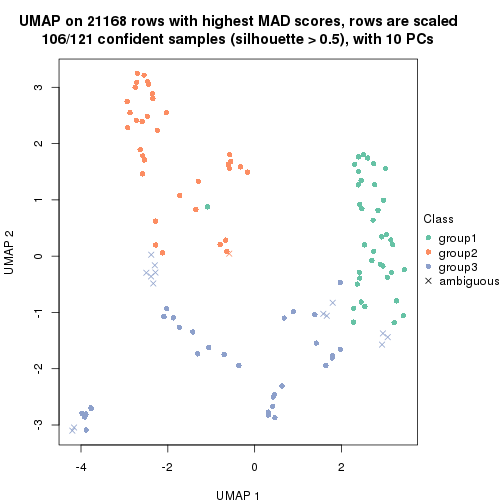 UMAP on 21168 rows with highest MAD scores, rows are scaled
106/121 confident samples (silhouette > 0.5), with 10 PCs
3
2
1
0
-1
-2
-3
UMAP 2
-4
-2
0
2
UMAP 1
Class
group1
group2
group3
ambiguous